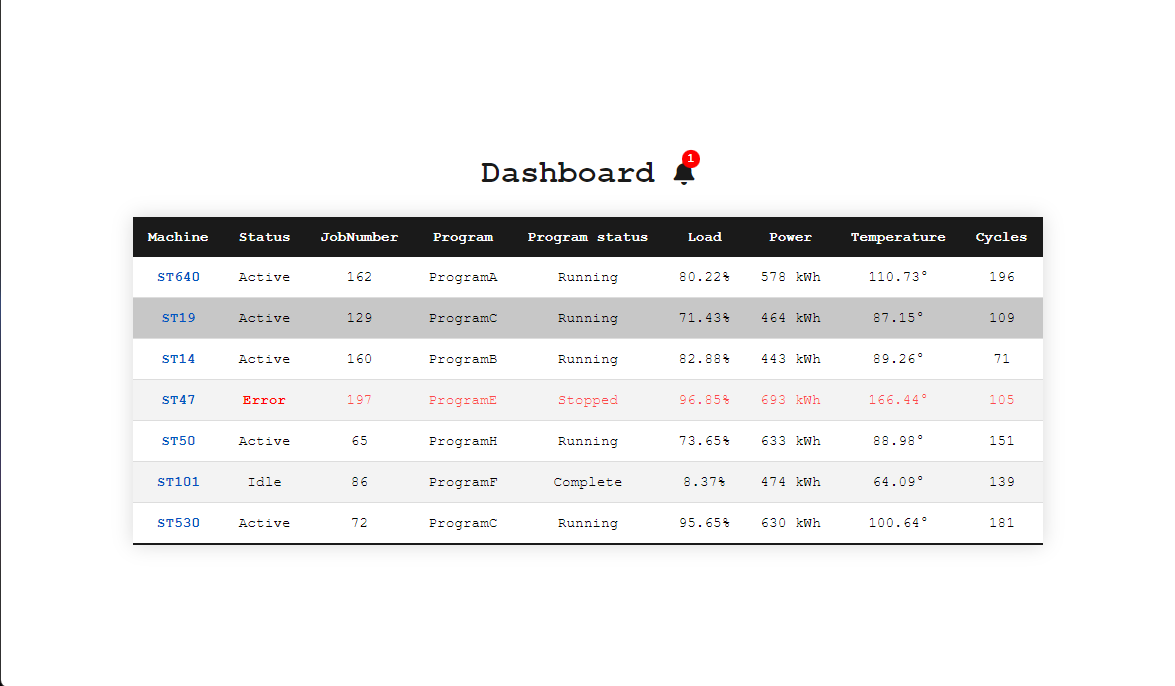 Dashboard 1
Machine Status JobNumber Program Program status Load Power Temperature Cycles
ST640 Active 162 ProgramA Running 80.22% 578 kWh 110.73° 196
ST19 Active 129 ProgramC Running 71.43% 464 kWh 87.15° 109
ST14 Active 160 ProgramB Running 82.88% 443 kWh 89.26° 71
ST47 Error 197 ProgramE Stopped 96.85% 693 kWh 166.44° 105
ST50 Active 65 ProgramH Running 73.65% 633 kWh 88.98° 151
ST101 Idle 86 ProgramF Complete 8.37% 474 kWh 64.09° 139
ST530 Active 72 ProgramC Running 95.65% 630 kWh 100.64° 181